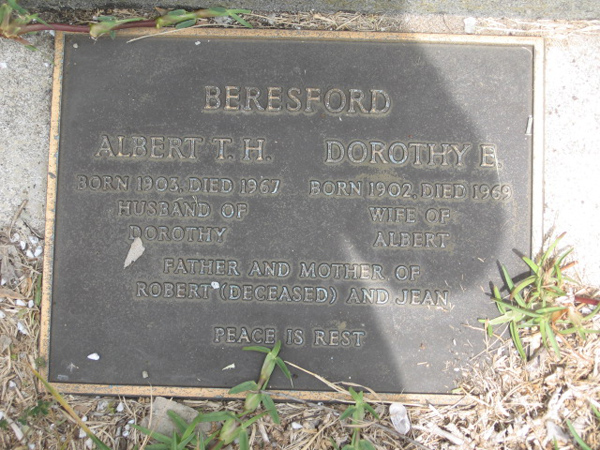 BERESFORD
ALBERT T. H. DOROTHY E.
BORN 1903. DIED 1967 BORN 1902. DIED 1969
HUSBAND OF WIFE OF
DOROTHY ALBERT
FATHER AND MOTHER OF
ROBERT (DECEASED) AND JEAN.
PEACE IS REST